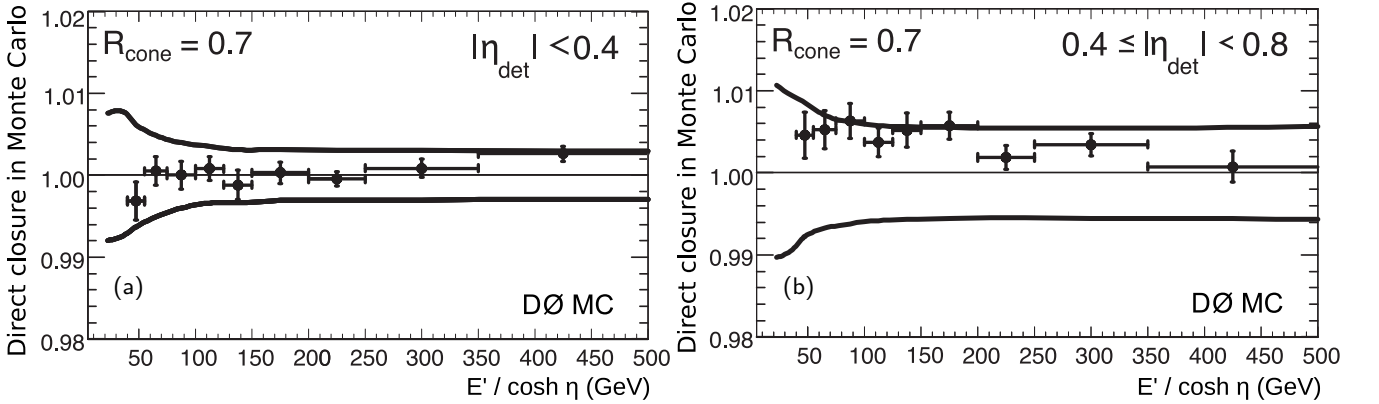 Direct closure in Monte Carlo
1.02
1.01
1.00
0.99
0.98
R_cone = 0.7
|η_det| < 0.4
(a)
DØ MC
50 100 150 200 250 300 350 400 450 500
E' / cosh η (GeV)
Direct closure in Monte Carlo
1.02
1.01
1.00
0.99
0.98
R_cone = 0.7
0.4 ≤ |η_det| < 0.8
(b)
DØ MC
50 100 150 200 250 300 350 400 450 500
E' / cosh η (GeV)